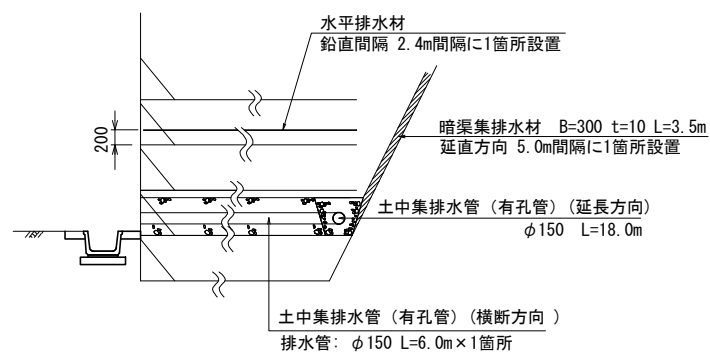 水平排水材
鉛直間隔 2.4m間隔に1箇所設置
200
暗渠集排水材 B=300 t=10 L=3.5m
延直方向 5.0m間隔に1箇所設置
土中集排水管（有孔管）(延長方向)
φ150 L=18.0m
土中集排水管（有孔管）(横断方向 )
排水管: φ150 L=6.0m×1箇所